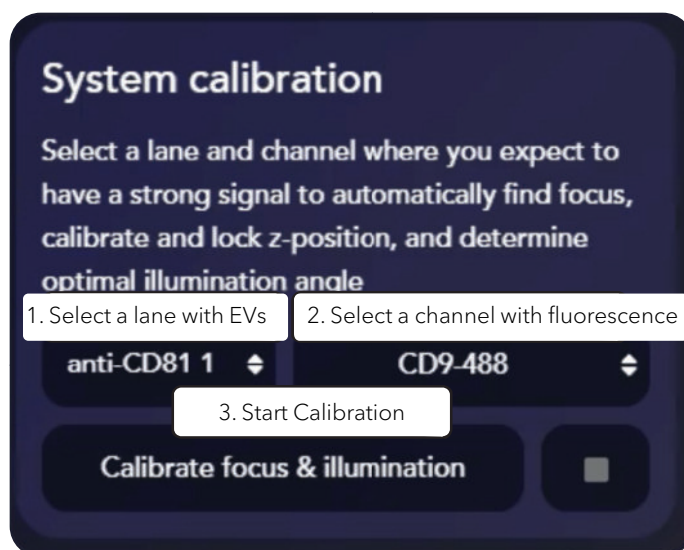 System calibration
Select a lane and channel where you expect to
have a strong signal to automatically find focus,
calibrate and lock z-position, and determine
optimal illumination angle
1. Select a lane with EVs
2. Select a channel with fluorescence
anti-CD81 1
CD9-488
3. Start Calibration
Calibrate focus & illumination